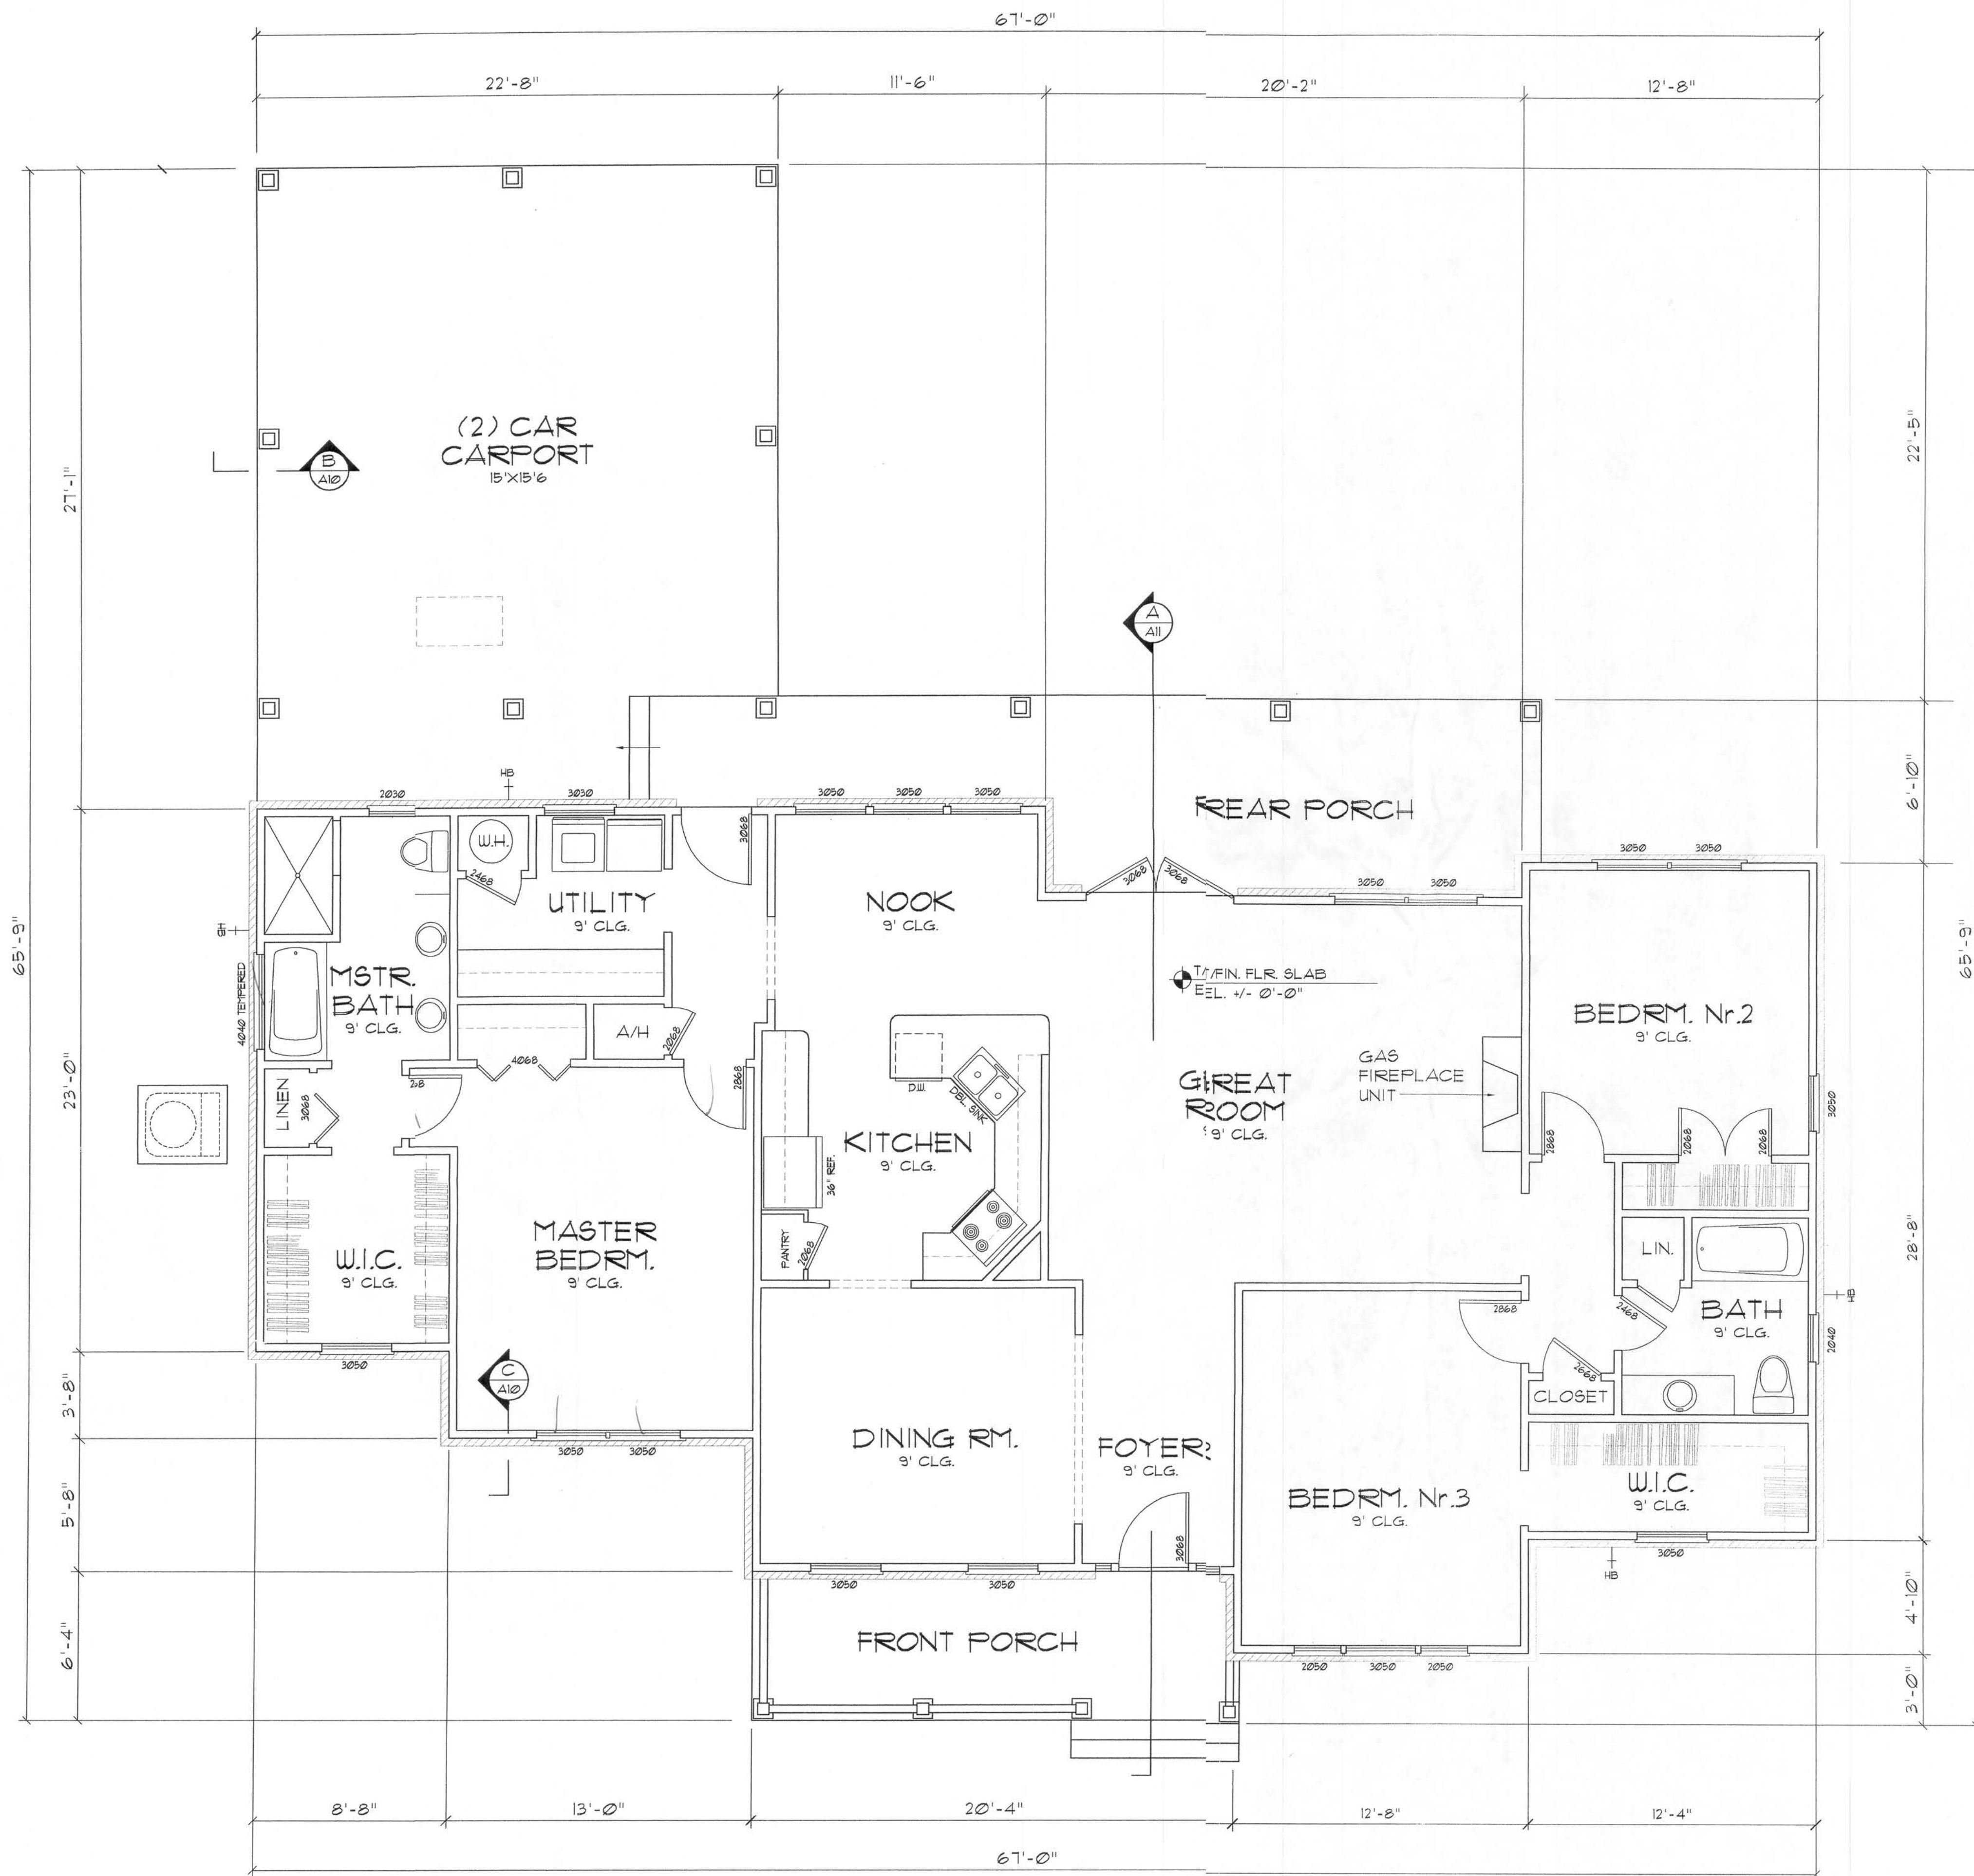 67'-0"
22'-8"
11'-6"
20'-2"
12'-8"
(2) CAR
CARPORT
15'X15'6
B
A10
27'-1"
22'-5"
A
A11
6'-10"
HB
2030
3030
3050
3050
3050
REAR PORCH
3050
3050
3050
3050
W.H.
2468
3068
UTILITY
9' CLG.
NOOK
9' CLG.
3068
3068
HB
4040 TEMPERED
MSTR.
BATH
9' CLG.
T/FIN. FLR. SLAB
EL. +/- 0'-0"
BEDRM. Nr.2
9' CLG.
65'-9"
65'-9"
23'-0"
A/H
2068
4068
2868
LINEN
3068
D.W.
DBL. SINK
GREAT
ROOM
9' CLG.
GAS
FIREPLACE
UNIT
2868
2068
2068
3050
KITCHEN
9' CLG.
36" REF.
PANTRY
2068
MASTER
BEDRM.
9' CLG.
W.I.C.
9' CLG.
LIN.
28'-8"
HB
2868
2468
BATH
9' CLG.
2040
3050
C
A10
3'-8"
2668
CLOSET
3050
3050
DINING RM.
9' CLG.
FOYER
9' CLG.
3068
BEDRM. Nr.3
9' CLG.
W.I.C.
9' CLG.
3050
HB
5'-8"
3050
3050
4'-10"
FRONT PORCH
2050
3050
2050
6'-4"
3'-0"
8'-8"
13'-0"
20'-4"
12'-8"
12'-4"
67'-0"